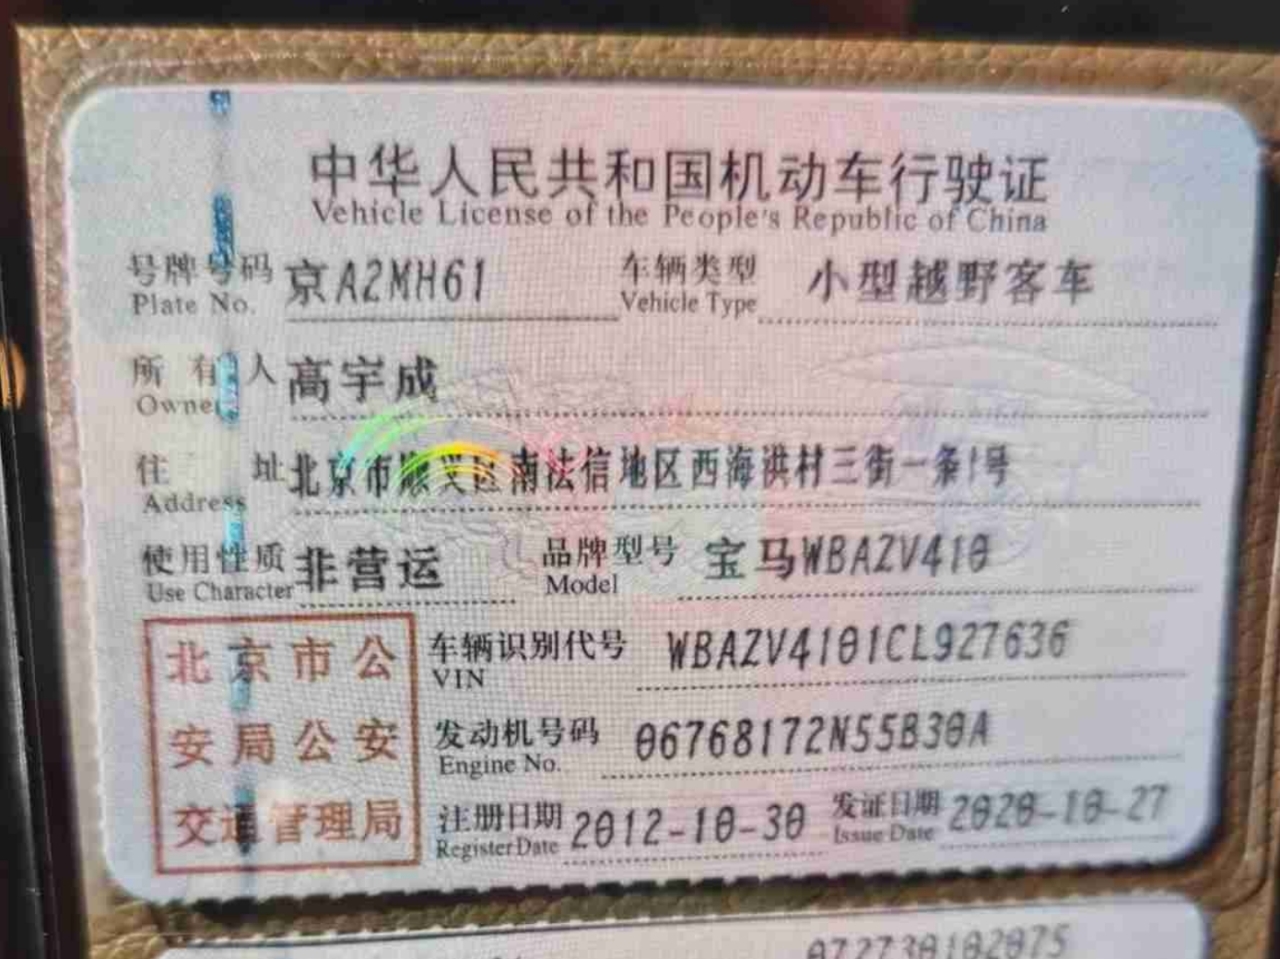 中华人民共和国机动车行驶证
Vehicle License of the People's Republic of China
号牌号码 京A2MH61 车辆类型 小型越野客车
Plate No. Vehicle Type
所有人 高宇成
Owner
住址 北京市顺义区南法信地区西海洪村三街一条1号
Address
使用性质 非营运 品牌型号 宝马WBAZV410
Use Character Model
北京市公
安局公安
交通管理局
车辆识别代号 WBAZV4101CL927636
VIN
发动机号码 06768172N55B30A
Engine No.
注册日期 2012-10-30 发证日期 2020-10-27
Register Date Issue Date